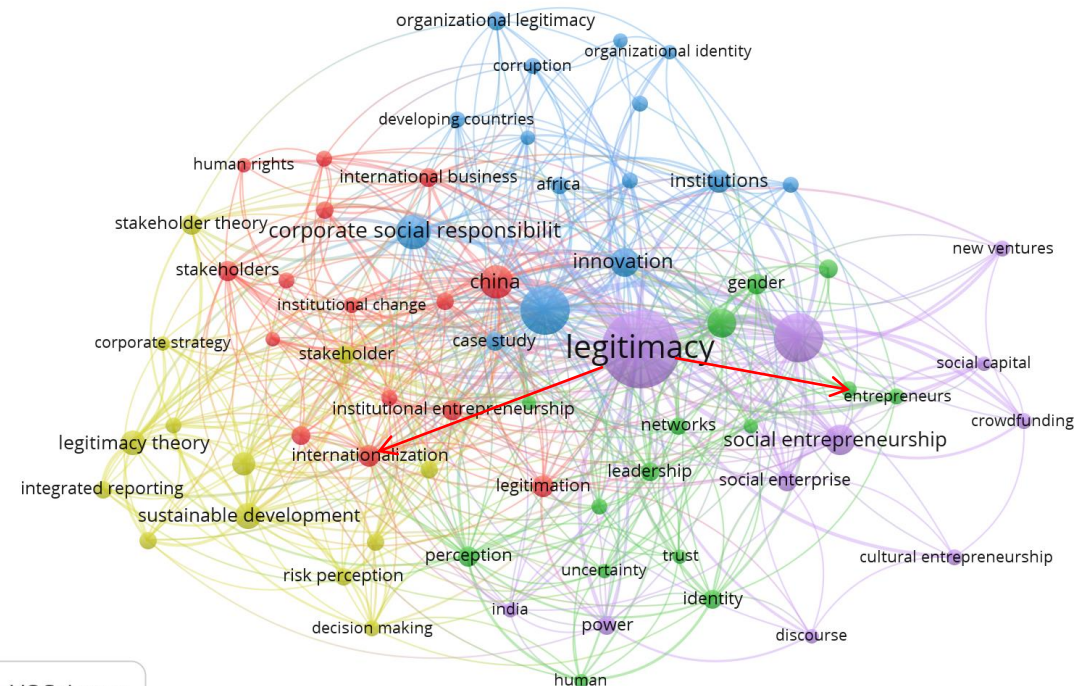 organizational legitimacy
organizational identity
corruption
developing countries
human rights
international business
africa
institutions
stakeholder theory
corporate social responsibilit
new ventures
stakeholders
china
innovation
gender
institutional change
corporate strategy
stakeholder
case study
legitimacy
social capital
entrepreneurs
institutional entrepreneurship
crowdfunding
networks
legitimacy theory
internationalization
social entrepreneurship
leadership
integrated reporting
legitimation
social enterprise
sustainable development
perception
trust
cultural entrepreneurship
risk perception
uncertainty
india
identity
decision making
power
discourse
human